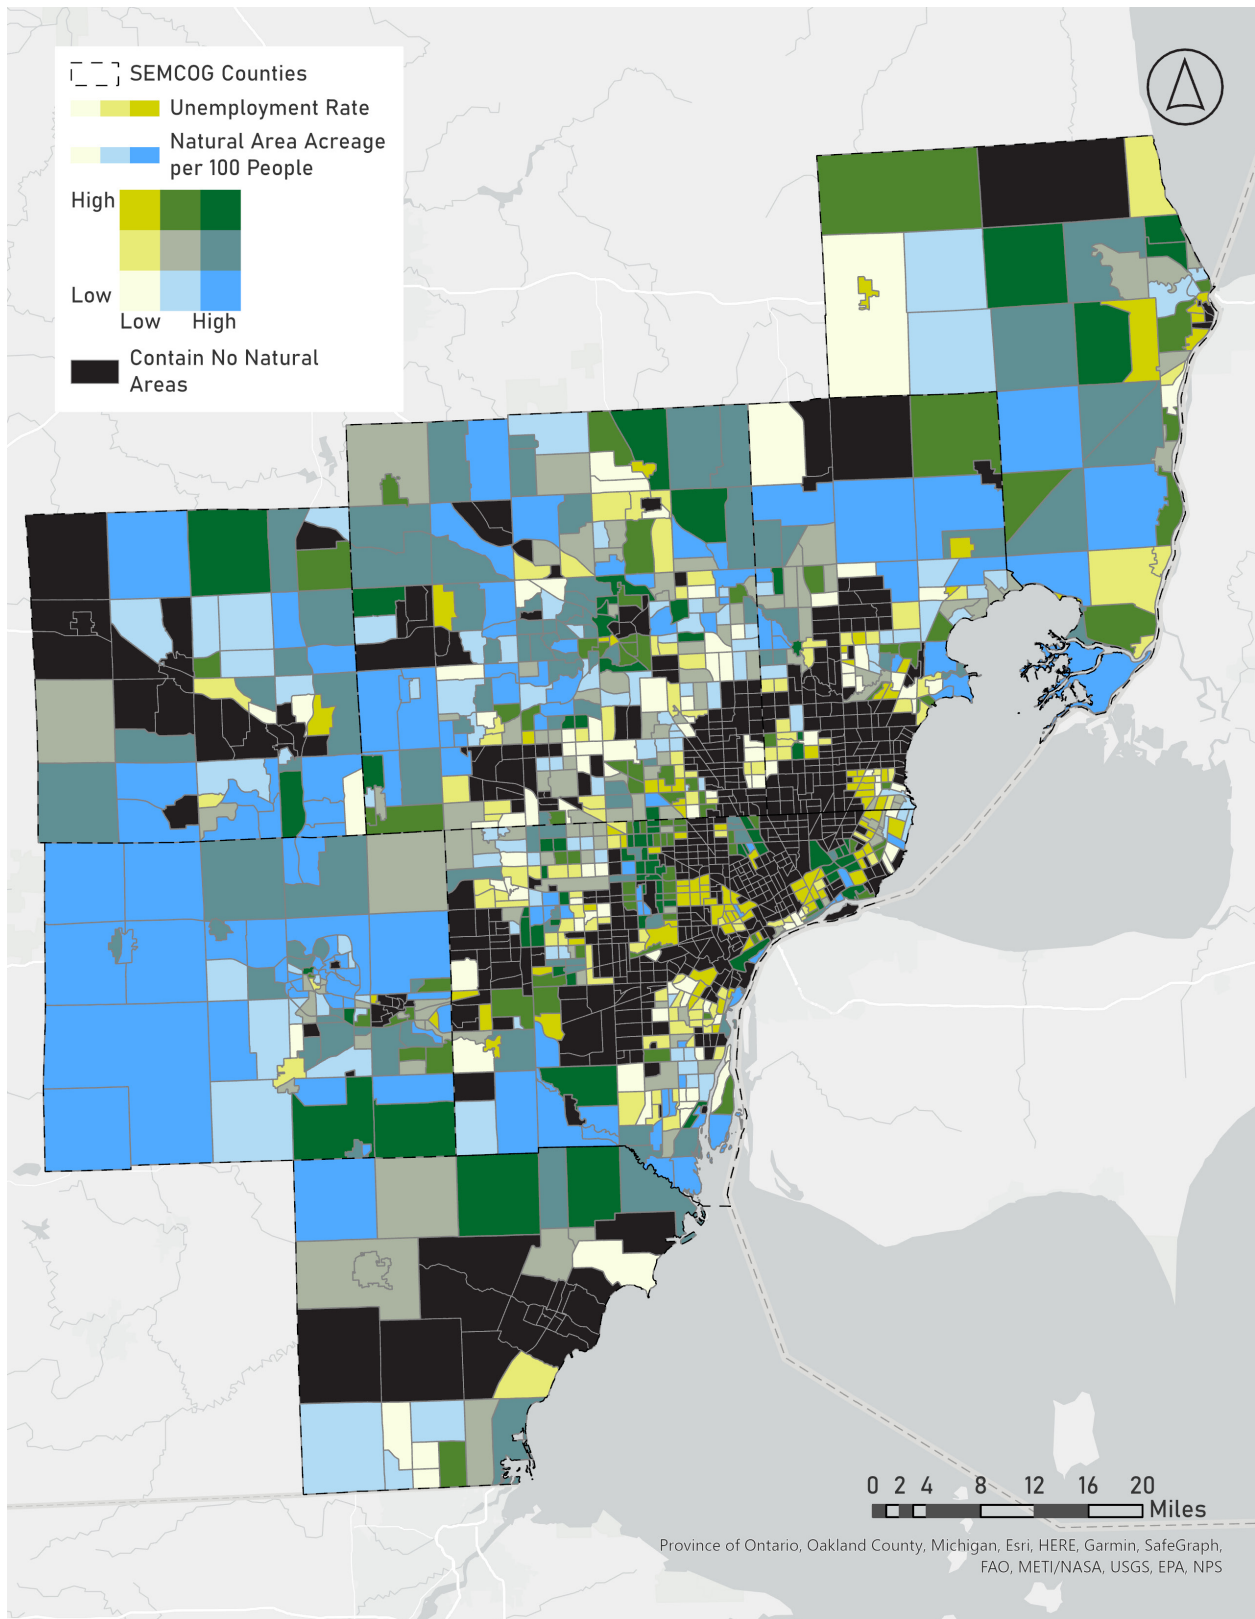 SEMCOG Counties
Unemployment Rate
Natural Area Acreage
per 100 People
High
Low
Low High
Contain No Natural
Areas
0 2 4 8 12 16 20
Miles
Province of Ontario, Oakland County, Michigan, Esri, HERE, Garmin, SafeGraph,
FAO, METI/NASA, USGS, EPA, NPS